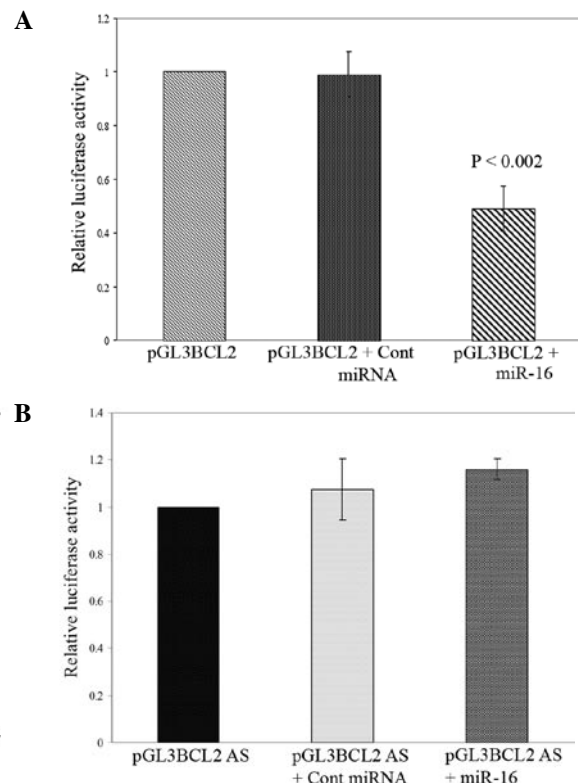 A
1.2
1
0.8
0.6
0.4
0.2
0
Relative luciferase activity
P < 0.002
pGL3BCL2
pGL3BCL2 + Cont
miRNA
pGL3BCL2 +
miR-16
B
1.4
1.2
1
0.8
0.6
0.4
0.2
0
Relative luciferase activity
pGL3BCL2 AS
pGL3BCL2 AS
+ Cont miRNA
pGL3BCL2 AS
+ miR-16